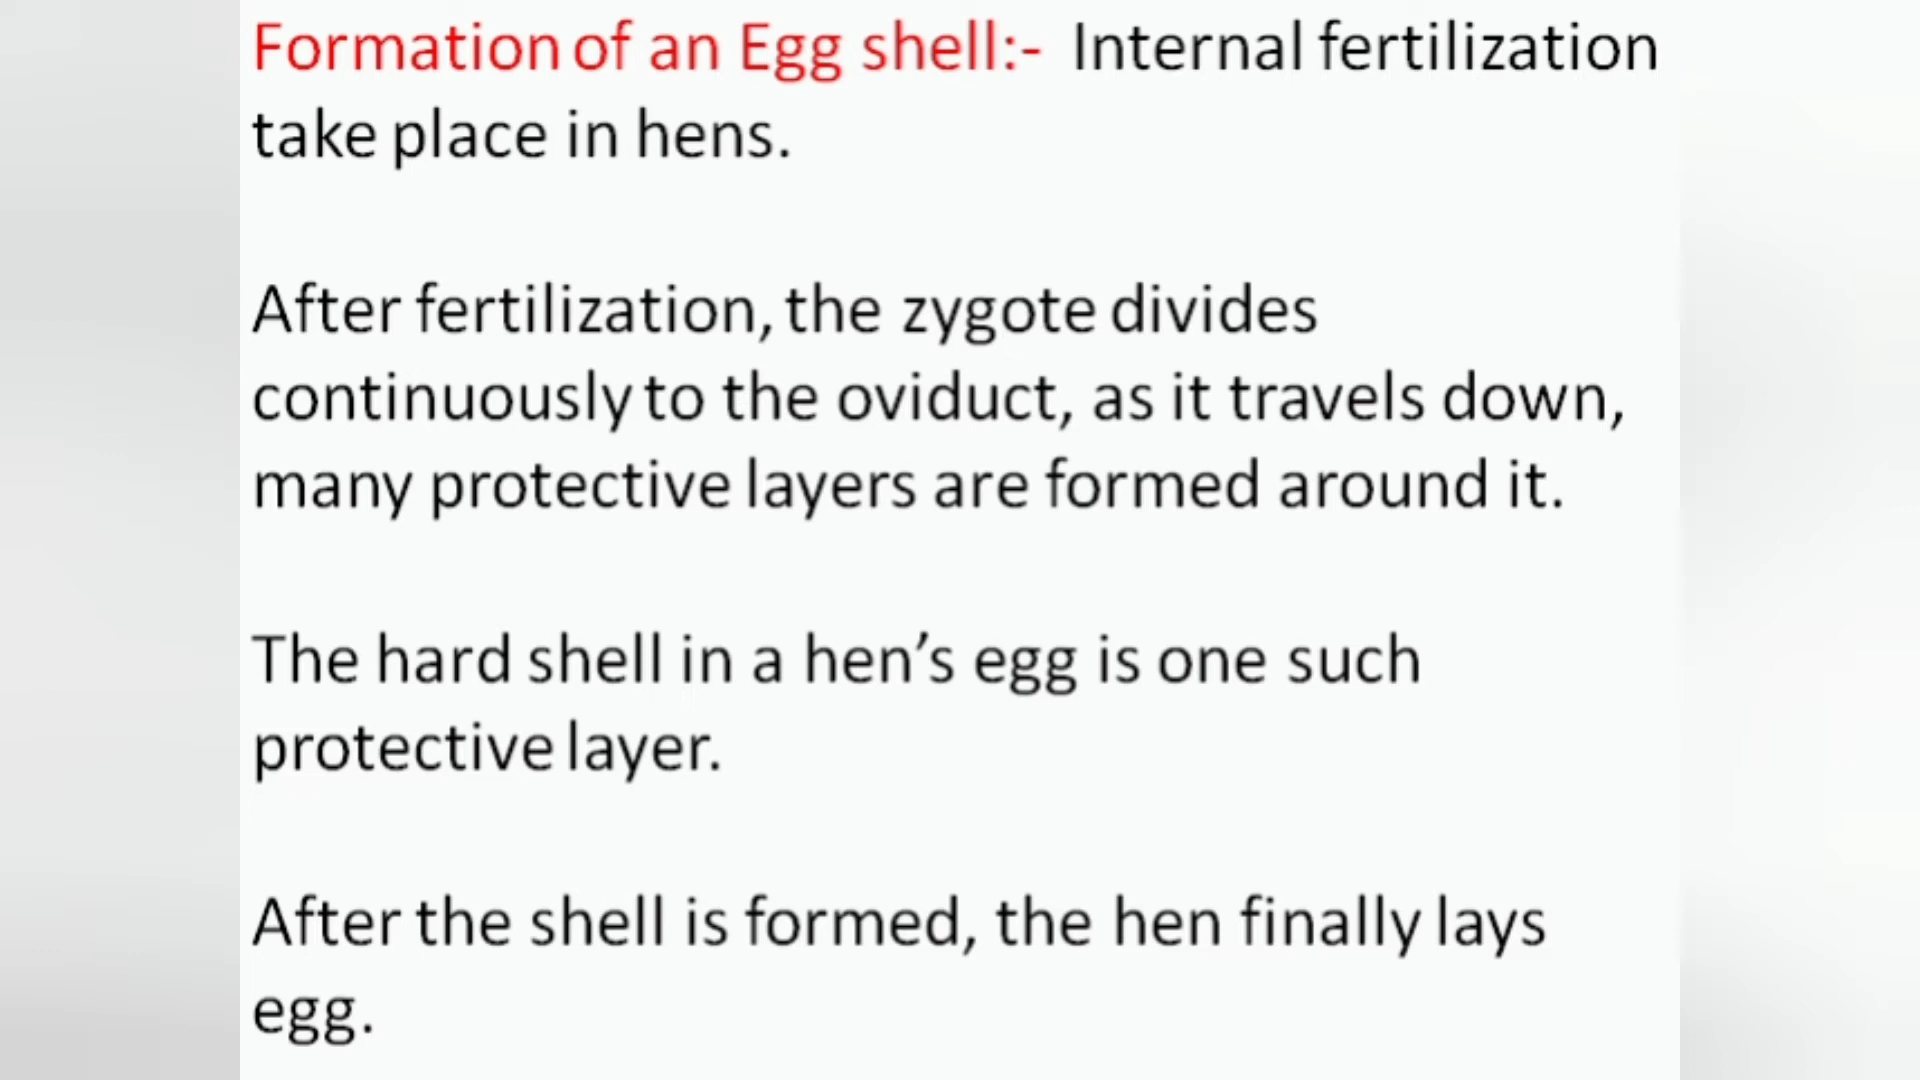 Formation of an Egg shell:- Internal fertilization
take place in hens.
After fertilization, the zygote divides
continuously to the oviduct, as it travels down,
many protective layers are formed around it.
The hard shell in a hen’s egg is one such
protective layer.
After the shell is formed, the hen finally lays
egg.